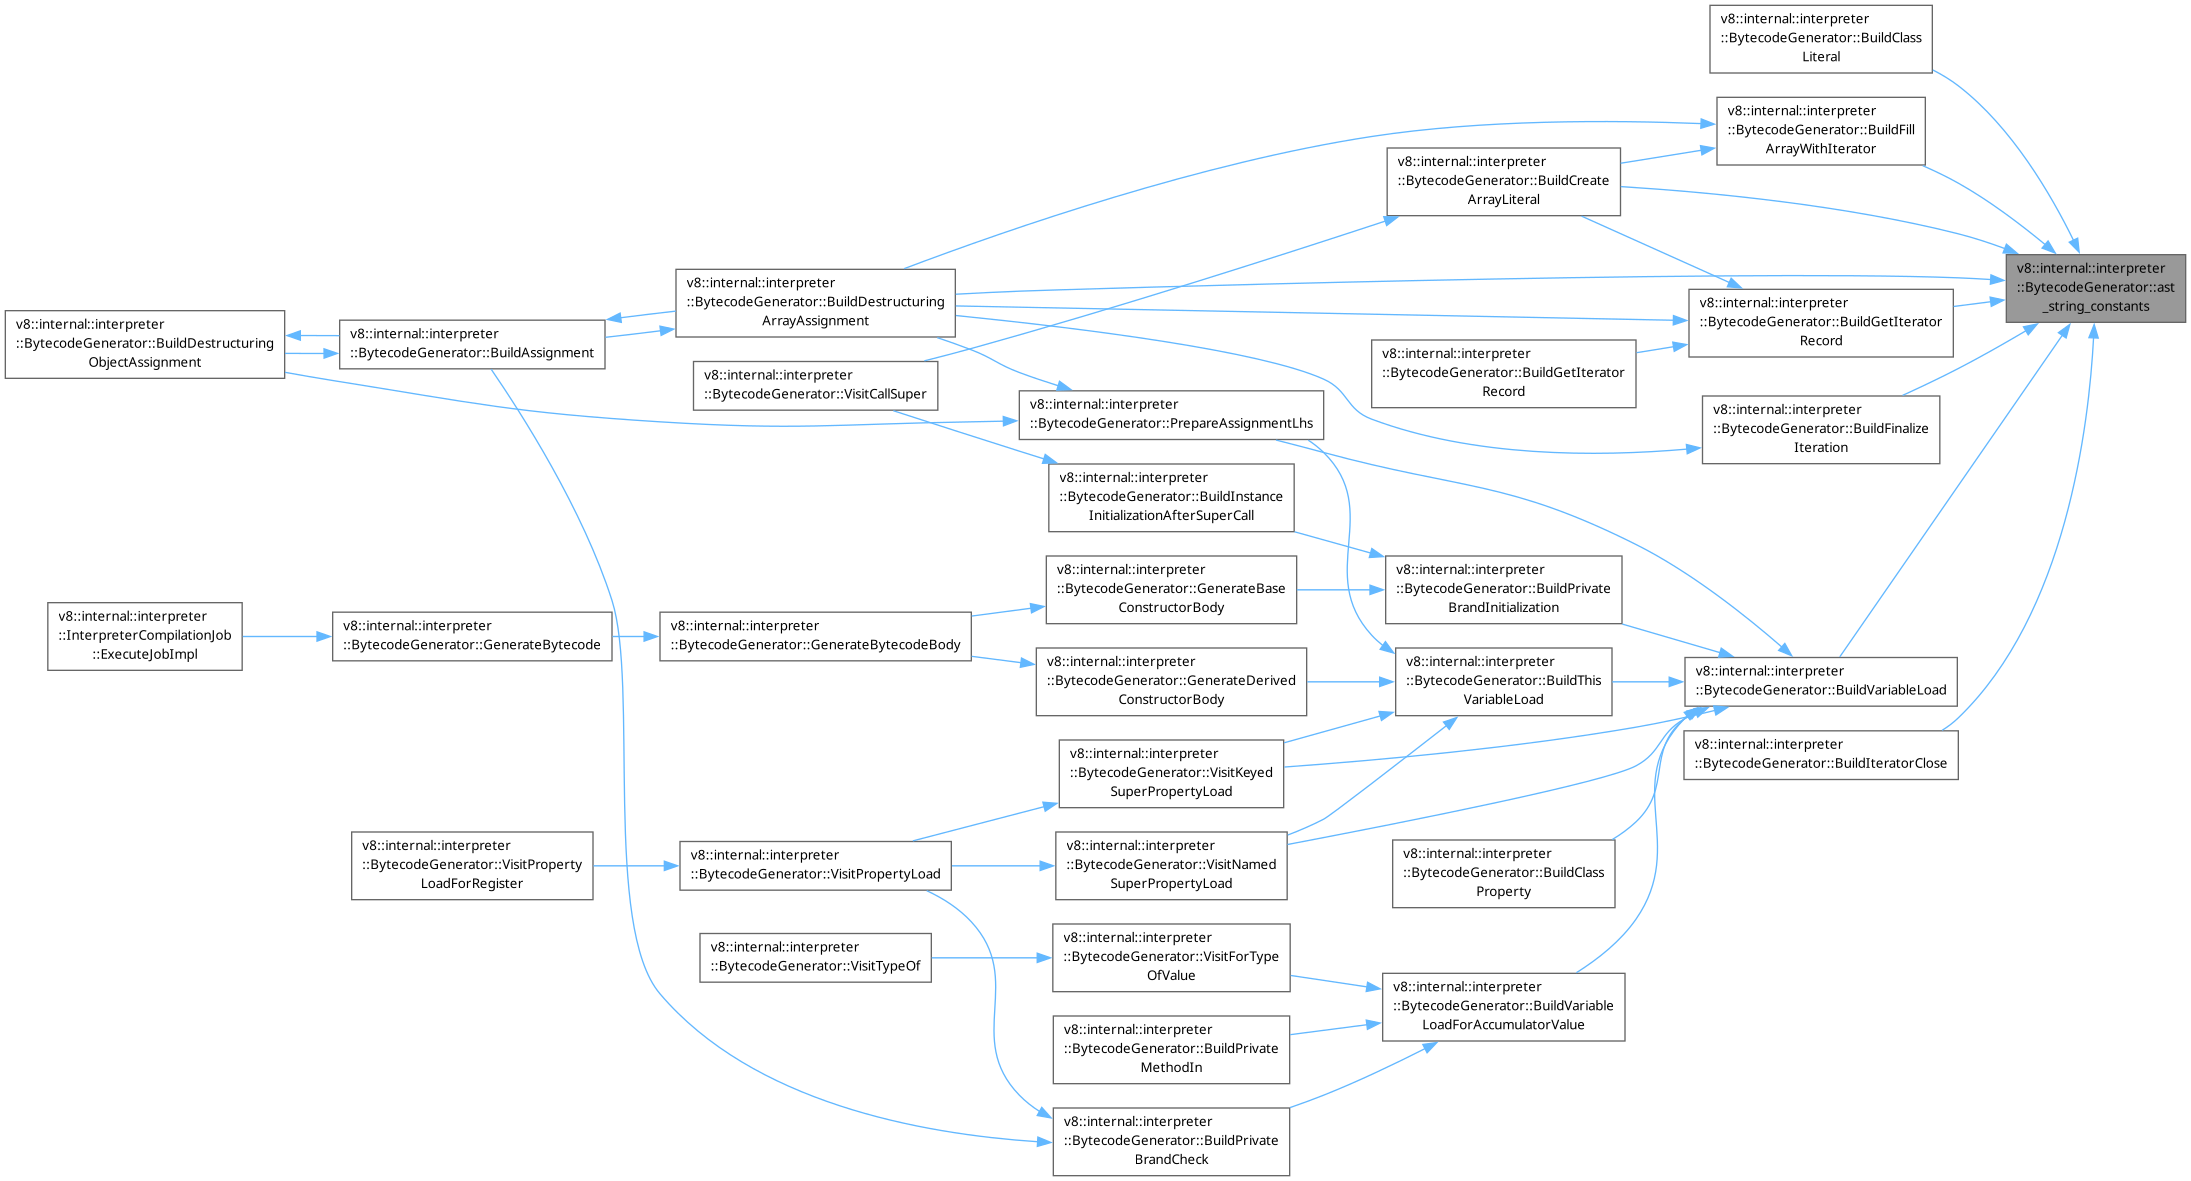 v8::internal::interpreter
::BytecodeGenerator::BuildClass
Literal
v8::internal::interpreter
::BytecodeGenerator::BuildFill
ArrayWithIterator
v8::internal::interpreter
::BytecodeGenerator::BuildCreate
ArrayLiteral
v8::internal::interpreter
::BytecodeGenerator::ast
_string_constants
v8::internal::interpreter
::BytecodeGenerator::BuildDestructuring
ArrayAssignment
v8::internal::interpreter
::BytecodeGenerator::BuildGetIterator
Record
v8::internal::interpreter
::BytecodeGenerator::BuildDestructuring
ObjectAssignment
v8::internal::interpreter
::BytecodeGenerator::BuildAssignment
v8::internal::interpreter
::BytecodeGenerator::BuildGetIterator
Record
v8::internal::interpreter
::BytecodeGenerator::VisitCallSuper
v8::internal::interpreter
::BytecodeGenerator::PrepareAssignmentLhs
v8::internal::interpreter
::BytecodeGenerator::BuildFinalize
Iteration
v8::internal::interpreter
::BytecodeGenerator::BuildInstance
InitializationAfterSuperCall
v8::internal::interpreter
::BytecodeGenerator::GenerateBase
ConstructorBody
v8::internal::interpreter
::BytecodeGenerator::BuildPrivate
BrandInitialization
v8::internal::interpreter
::InterpreterCompilationJob
::ExecuteJobImpl
v8::internal::interpreter
::BytecodeGenerator::GenerateBytecode
v8::internal::interpreter
::BytecodeGenerator::GenerateBytecodeBody
v8::internal::interpreter
::BytecodeGenerator::GenerateDerived
ConstructorBody
v8::internal::interpreter
::BytecodeGenerator::BuildThis
VariableLoad
v8::internal::interpreter
::BytecodeGenerator::BuildVariableLoad
v8::internal::interpreter
::BytecodeGenerator::BuildIteratorClose
v8::internal::interpreter
::BytecodeGenerator::VisitKeyed
SuperPropertyLoad
v8::internal::interpreter
::BytecodeGenerator::VisitProperty
LoadForRegister
v8::internal::interpreter
::BytecodeGenerator::VisitPropertyLoad
v8::internal::interpreter
::BytecodeGenerator::VisitNamed
SuperPropertyLoad
v8::internal::interpreter
::BytecodeGenerator::BuildClass
Property
v8::internal::interpreter
::BytecodeGenerator::VisitTypeOf
v8::internal::interpreter
::BytecodeGenerator::VisitForType
OfValue
v8::internal::interpreter
::BytecodeGenerator::BuildVariable
LoadForAccumulatorValue
v8::internal::interpreter
::BytecodeGenerator::BuildPrivate
MethodIn
v8::internal::interpreter
::BytecodeGenerator::BuildPrivate
BrandCheck